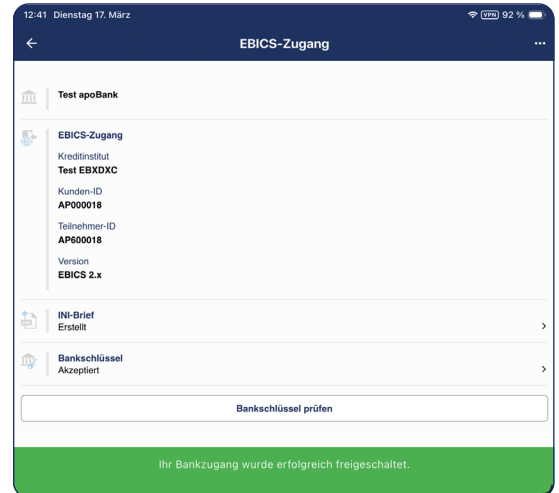 12:41 Dienstag 17. März
VPN 92 %
EBICS-Zugang
Test apoBank
EBICS-Zugang
Kreditinstitut
Test EBXDXC
Kunden-ID
AP000018
Teilnehmer-ID
AP600018
Version
EBICS 2.x
INI-Brief
Erstellt
Bankschlüssel
Akzeptiert
Bankschlüssel prüfen
Ihr Bankzugang wurde erfolgreich freigeschaltet.